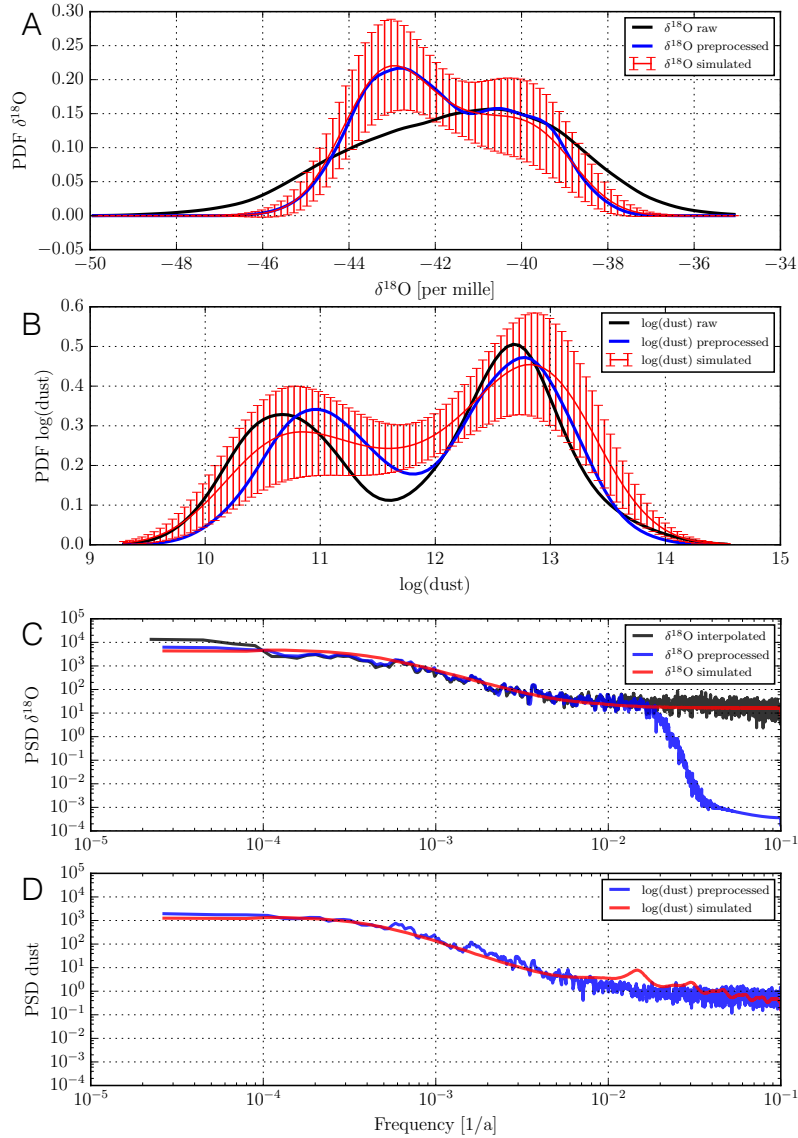 A
0.30
0.25
0.20
0.15
0.10
0.05
0.00
−0.05
PDF δ¹⁸O
δ¹⁸O raw
δ¹⁸O preprocessed
δ¹⁸O simulated
−50 −48 −46 −44 −42 −40 −38 −36 −34
δ¹⁸O [per mille]
B
0.6
0.5
0.4
0.3
0.2
0.1
0.0
PDF log(dust)
log(dust) raw
log(dust) preprocessed
log(dust) simulated
9 10 11 12 13 14 15
log(dust)
C
10⁵
10⁴
10³
10²
10¹
10⁰
10⁻¹
10⁻²
10⁻³
10⁻⁴
PSD δ¹⁸O
δ¹⁸O interpolated
δ¹⁸O preprocessed
δ¹⁸O simulated
10⁻⁵ 10⁻⁴ 10⁻³ 10⁻² 10⁻¹
D
10⁵
10⁴
10³
10²
10¹
10⁰
10⁻¹
10⁻²
10⁻³
10⁻⁴
PSD dust
log(dust) preprocessed
log(dust) simulated
10⁻⁵ 10⁻⁴ 10⁻³ 10⁻² 10⁻¹
Frequency [1/a]